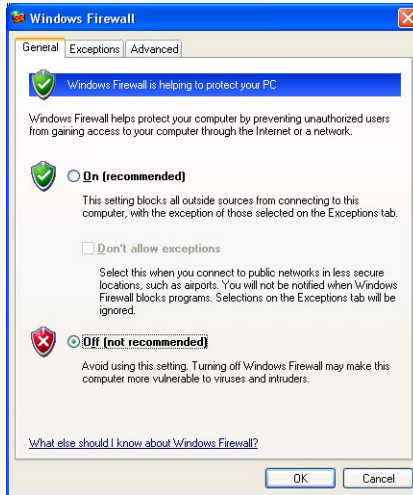 Windows Firewall
General Exceptions Advanced
Windows Firewall is helping to protect your PC
Windows Firewall helps protect your computer by preventing unauthorized users
from gaining access to your computer through the Internet or a network.
On (recommended)
This setting blocks all outside sources from connecting to this
computer, with the exception of those selected on the Exceptions tab.
Don't allow exceptions
Select this when you connect to public networks in less secure
locations, such as airports. You will not be notified when Windows
Firewall blocks programs. Selections on the Exceptions tab will be
ignored.
Off (not recommended)
Avoid using this setting. Turning off Windows Firewall may make this
computer more vulnerable to viruses and intruders.
What else should I know about Windows Firewall?
OK Cancel